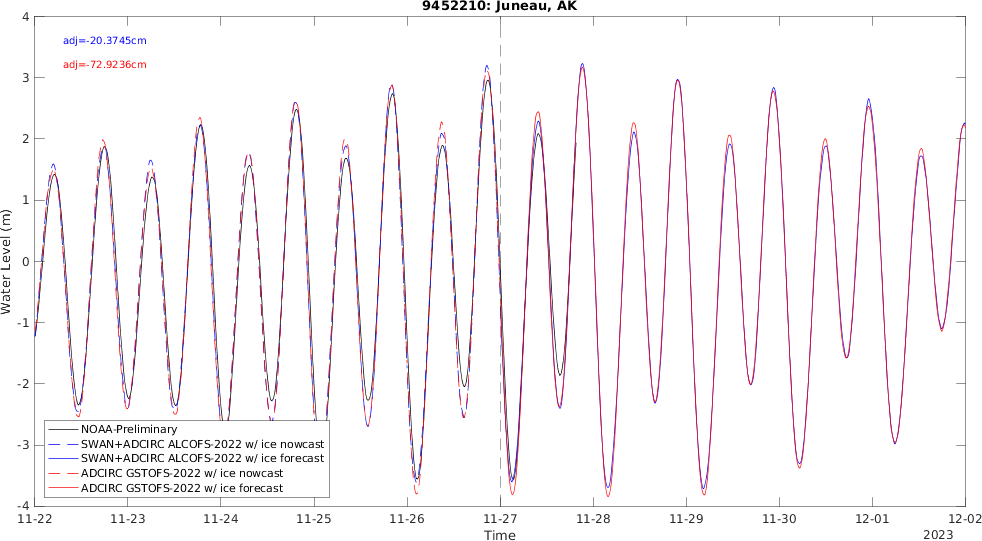 9452210: Juneau, AK
adj=-20.3745cm
adj=-72.9236cm
Water Level (m)
4
3
2
1
0
-1
-2
-3
-4
NOAA-Preliminary
SWAN+ADCIRC ALCOFS-2022 w/ ice nowcast
SWAN+ADCIRC ALCOFS-2022 w/ ice forecast
ADCIRC GSTOFS-2022 w/ ice nowcast
ADCIRC GSTOFS-2022 w/ ice forecast
11-22 11-23 11-24 11-25 11-26 11-27 11-28 11-29 11-30 12-01 12-02
Time
2023